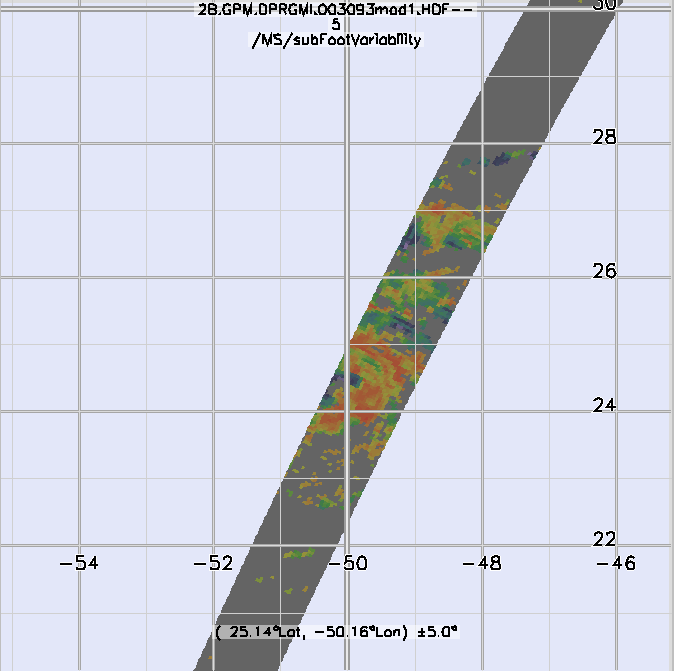 2B.GPM.DPRGMI.003093mod1.HDF--
5
/MS/subFootVariability
30
28
26
24
22
-54 -52 -50 -48 -46
( 25.14°Lat, -50.16°Lon) ±5.0°